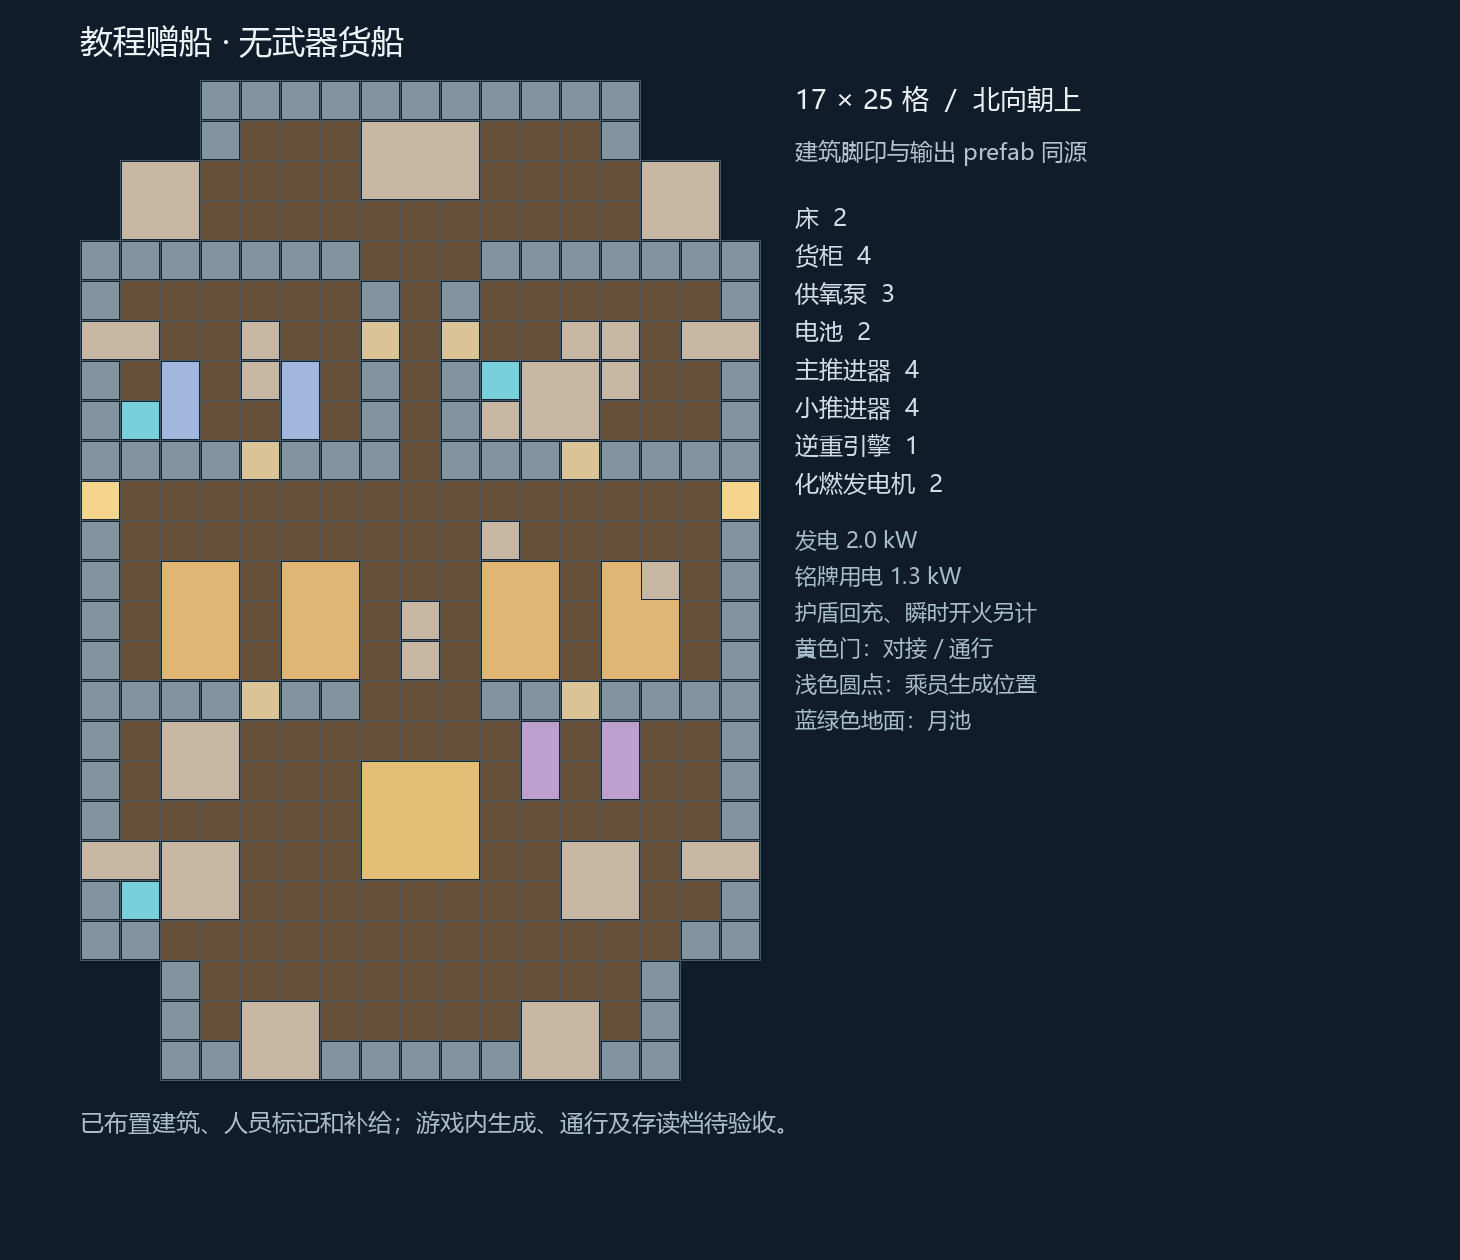 教程赠船 · 无武器货船
17 × 25 格 / 北向朝上
建筑脚印与输出 prefab 同源
床 2
货柜 4
供氧泵 3
电池 2
主推进器 4
小推进器 4
逆重引擎 1
化燃发电机 2
发电 2.0 kW
铭牌用电 1.3 kW
护盾回充、瞬时开火另计
黄色门：对接 / 通行
浅色圆点：乘员生成位置
蓝绿色地面：月池
已布置建筑、人员标记和补给；游戏内生成、通行及存读档待验收。